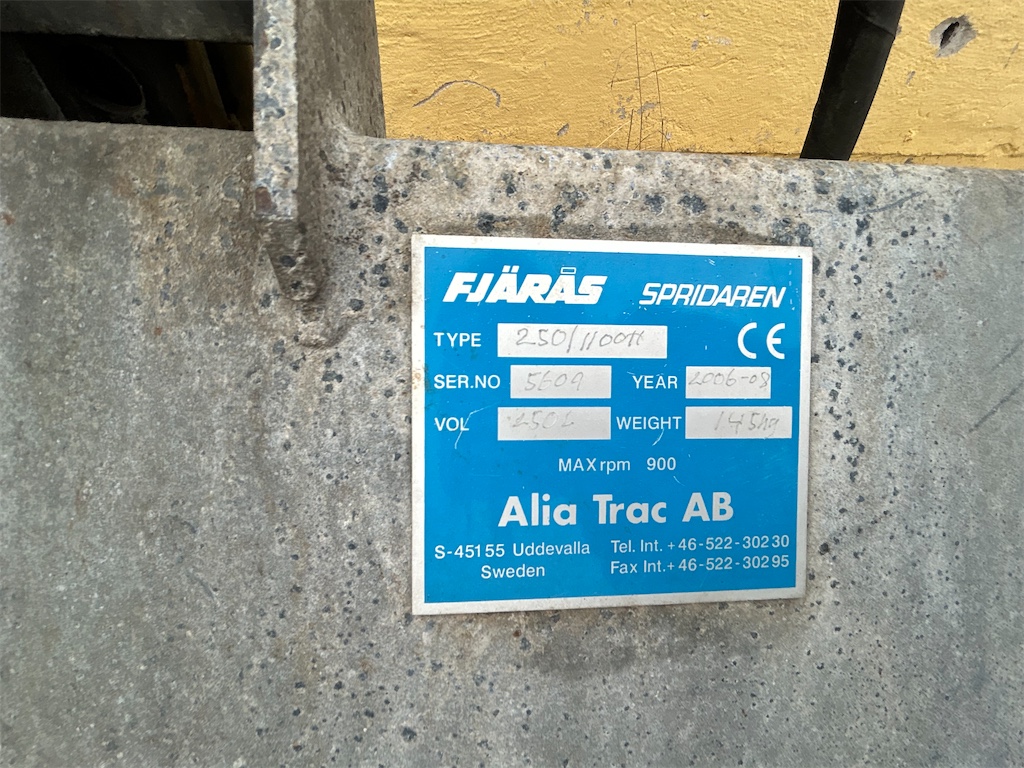 FJÄRÅS SPRIDAREN
TYPE 250/1100H CE
SER.NO 5609 YEAR 2006-08
VOL 250L WEIGHT 145kg
MAX rpm 900
Alia Trac AB
S-451 55 Uddevalla Tel. Int. +46-522-302 30
Sweden Fax Int. +46-522-302 95